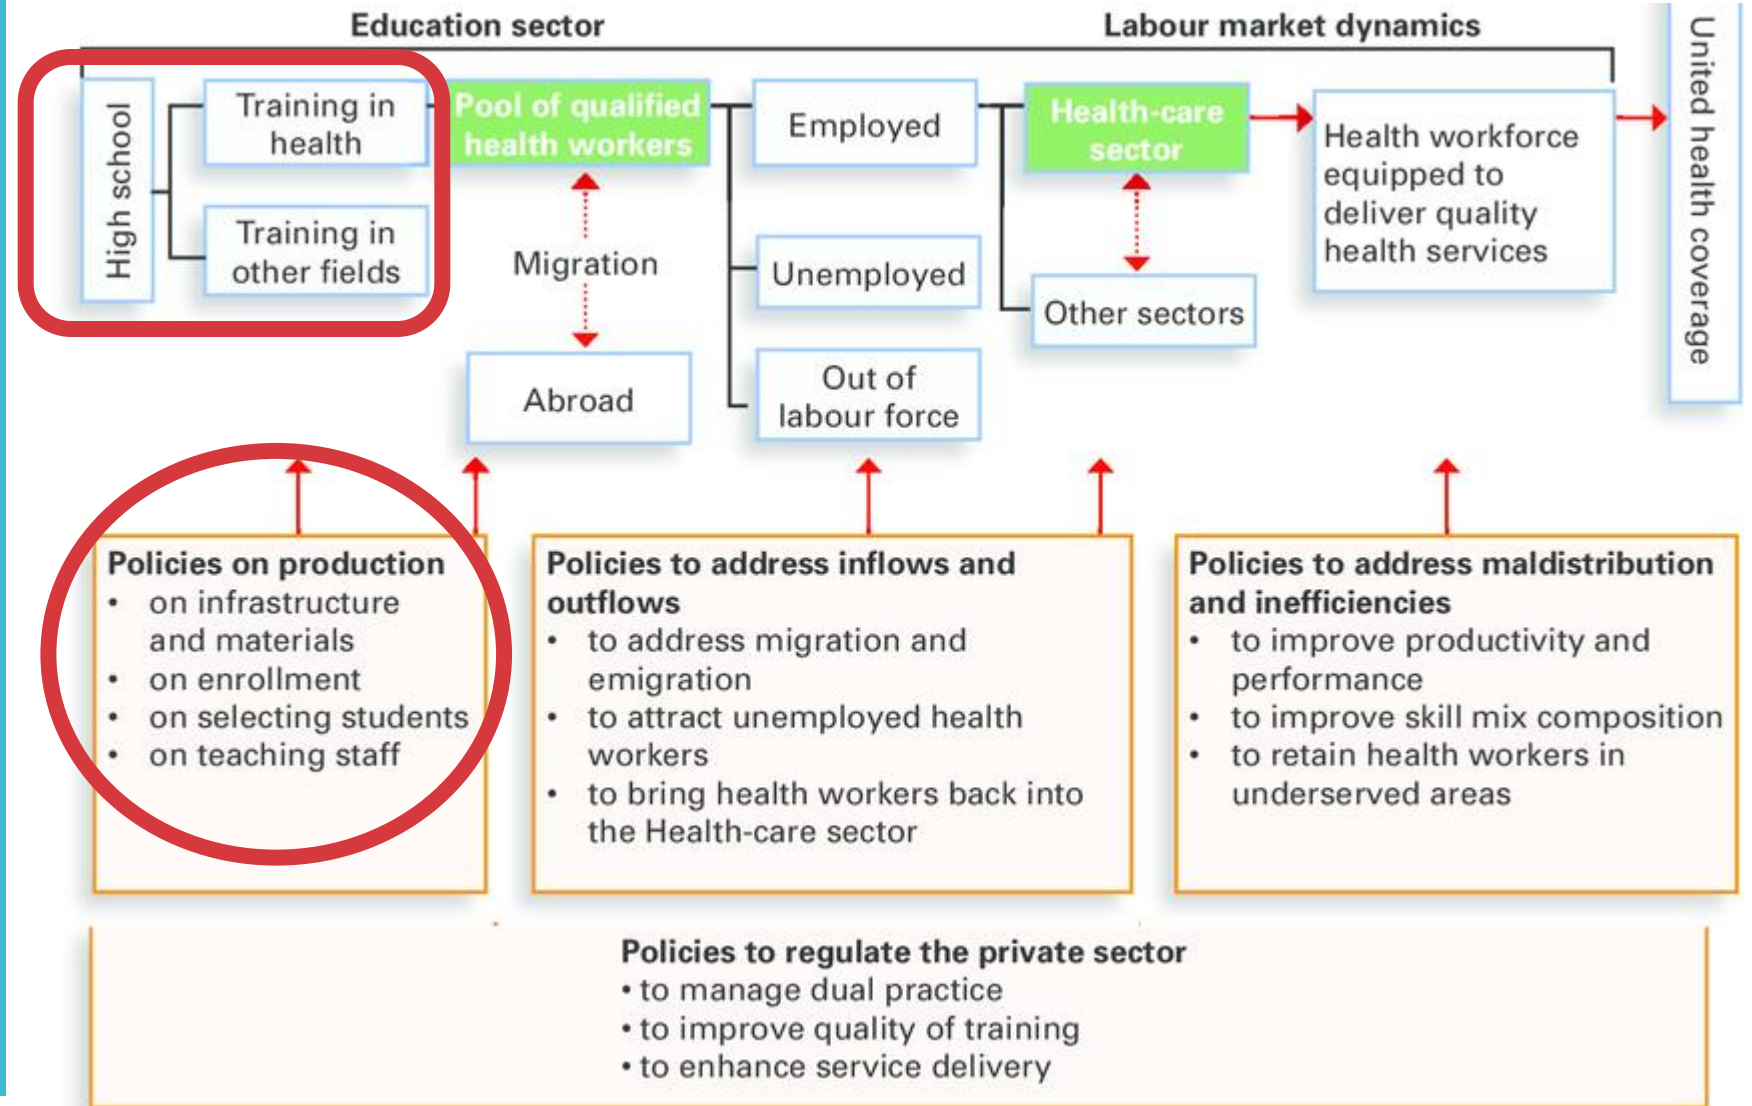 Education sector
Labour market dynamics
High school
Training in
health
Training in
other fields
Pool of qualified
health workers
Migration
Abroad
Employed
Unemployed
Out of
labour force
Health-care
sector
Other sectors
Health workforce
equipped to
deliver quality
health services
United health coverage
Policies on production
• on infrastructure
and materials
• on enrollment
• on selecting students
• on teaching staff
Policies to address inflows and
outflows
• to address migration and
emigration
• to attract unemployed health
workers
• to bring health workers back into
the Health-care sector
Policies to address maldistribution
and inefficiencies
• to improve productivity and
performance
• to improve skill mix composition
• to retain health workers in
underserved areas
Policies to regulate the private sector
• to manage dual practice
• to improve quality of training
• to enhance service delivery